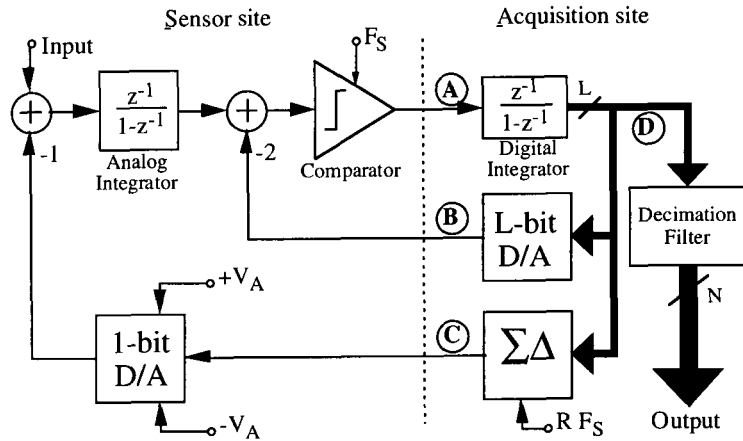 Sensor site
Acquisition site
Input
F_S
+
z^-1
1-z^-1
Analog
Integrator
-1
+
-2
Comparator
A
z^-1
1-z^-1
Digital
Integrator
L
D
B
L-bit
D/A
Decimation
Filter
N
+V_A
1-bit
D/A
-V_A
C
ΣΔ
R F_S
Output